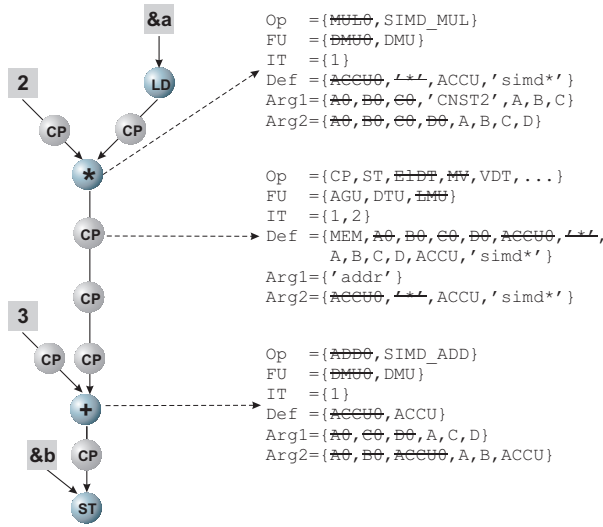 &a
2
LD
CP
CP
*
CP
CP
3
CP
CP
+
CP
&b
ST
Op ={MUL0,SIMD_MUL}
FU ={DMU0,DMU}
IT ={1}
Def ={ACCU0,'*',ACCU,'simd*'}
Arg1={A0,B0,C0,'CNST2',A,B,C}
Arg2={A0,B0,C0,D0,A,B,C,D}
Op ={CP,ST,ElDT,MV,VDT,...}
FU ={AGU,DTU,LMU}
IT ={1,2}
Def ={MEM,A0,B0,C0,D0,ACCU0,'*',
A,B,C,D,ACCU,'simd*'}
Arg1={'addr'}
Arg2={ACCU0,'*',ACCU,'simd*'}
Op ={ADD0,SIMD_ADD}
FU ={DMU0,DMU}
IT ={1}
Def ={ACCU0,ACCU}
Arg1={A0,C0,D0,A,C,D}
Arg2={A0,B0,ACCU0,A,B,ACCU}